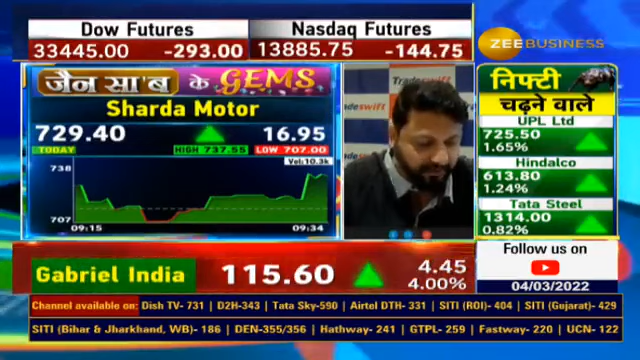 Dow Futures
33445.00 -293.00
Nasdaq Futures
13885.75 -144.75
ZEE BUSINESS
जैन सा'ब के GEMS
Sharda Motor
729.40 16.95
TODAY HIGH 737.55 LOW 707.00
Vol:10.3k
738
707
09:15 09:34
Tradeswift
Tradeswift
Tradeswift
निफ्टी
चढ़ने वाले
UPL Ltd
725.50
1.65%
Hindalco
613.80
1.24%
Tata Steel
1314.00
0.82%
Gabriel India 115.60 4.45
4.00%
Follow us on
04/03/2022
Channel available on: Dish TV- 731 | D2H-343 | Tata Sky-590 | Airtel DTH- 331 | SITI (ROI)- 404 | SITI (Gujarat)- 429
SITI (Bihar & Jharkhand, WB)- 186 | DEN-355/356 | Hathway- 241 | GTPL- 259 | Fastway- 220 | UCN- 122